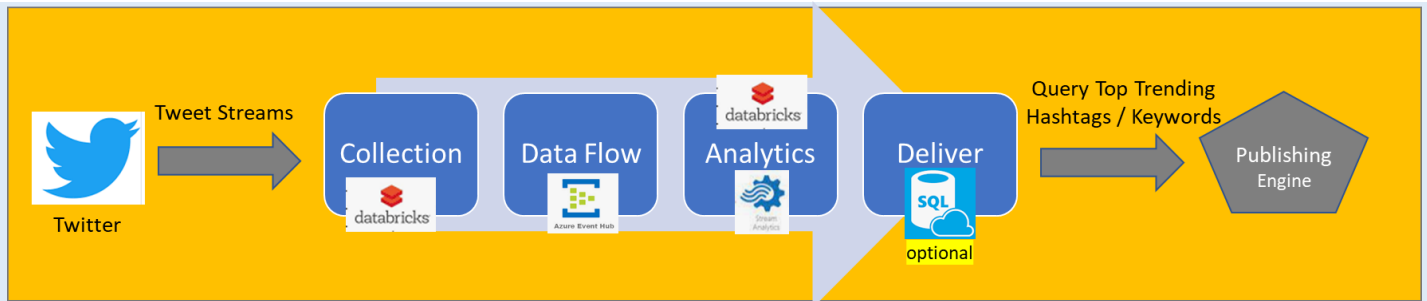 Twitter
Tweet Streams
Collection
databricks
Data Flow
Azure Event Hub
databricks
Analytics
Stream
Analytics
Deliver
SQL
optional
Query Top Trending
Hashtags / Keywords
Publishing
Engine